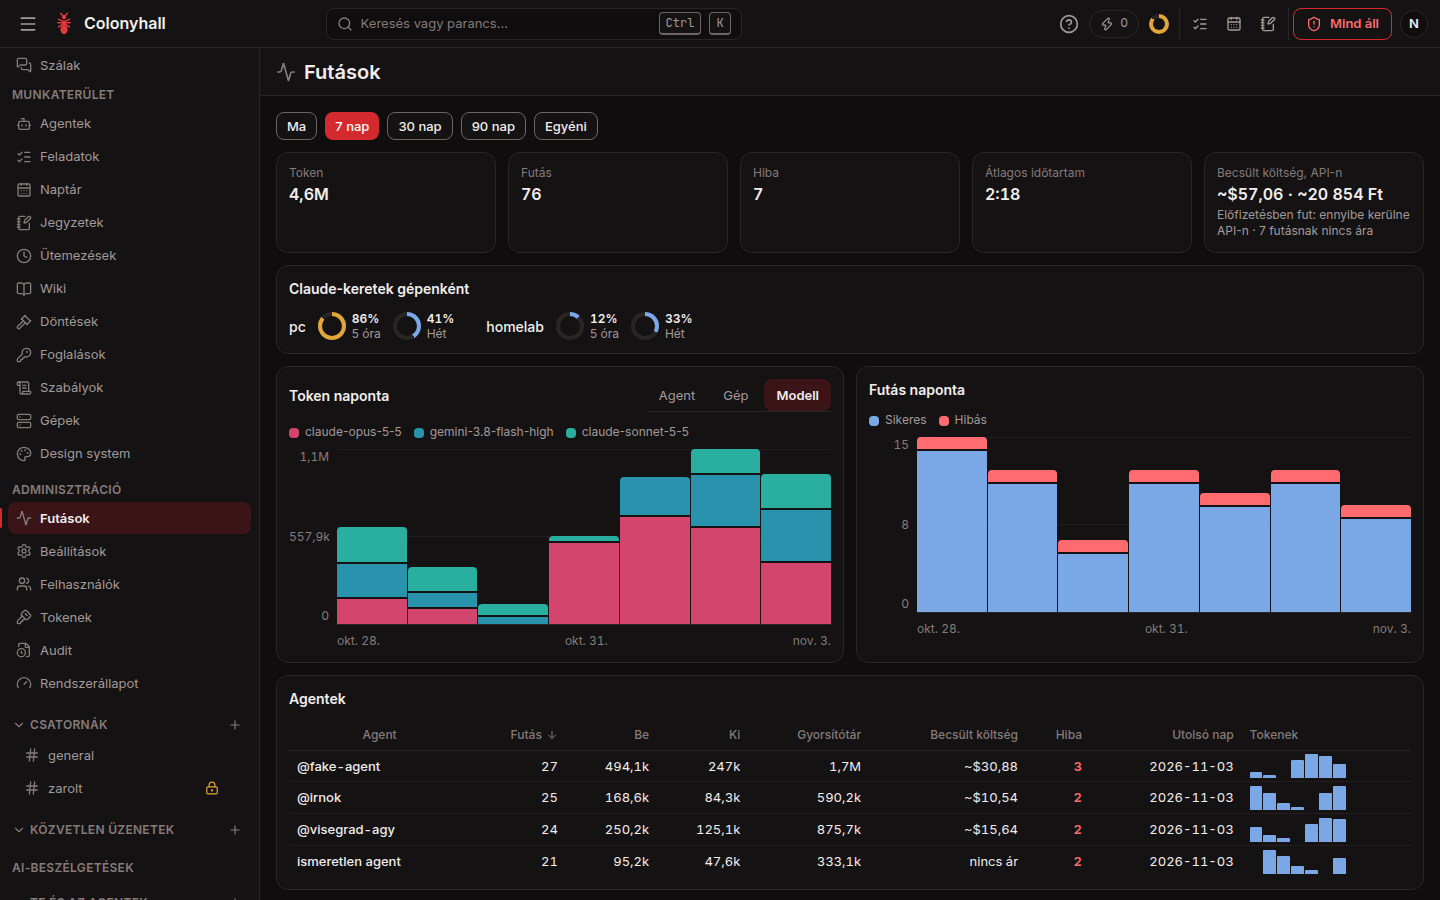 Colonyhall
Keresés vagy parancs...
Ctrl
K
0
Mind áll
N
Szálak
MUNKATERÜLET
Agentek
Feladatok
Naptár
Jegyzetek
Ütemezések
Wiki
Döntések
Foglalások
Szabályok
Gépek
Design system
ADMINISZTRÁCIÓ
Futások
Beállítások
Felhasználók
Tokenek
Audit
Rendszerállapot
CSATORNÁK
general
zarolt
KÖZVETLEN ÜZENETEK
AI-BESZÉLGETÉSEK
Futások
Ma
7 nap
30 nap
90 nap
Egyéni
Token
4,6M
Futás
76
Hiba
7
Átlagos időtartam
2:18
Becsült költség, API-n
~$57,06 · ~20 854 Ft
Előfizetésben fut: ennyibe kerülne
API-n · 7 futásnak nincs ára
Claude-keretek gépenként
pc
86%
5 óra
41%
Hét
homelab
12%
5 óra
33%
Hét
Token naponta
Agent
Gép
Modell
claude-opus-5-5
gemini-3.8-flash-high
claude-sonnet-5-5
1,1M
557,9k
0
okt. 28.
okt. 31.
nov. 3.
Futás naponta
Sikeres
Hibás
15
8
0
okt. 28.
okt. 31.
nov. 3.
Agentek
Agent Futás Be Ki Gyorsítótár Becsült költség Hiba Utolsó nap Tokenek
@fake-agent 27 494,1k 247k 1,7M ~$30,88 3 2026-11-03
@irnok 25 168,6k 84,3k 590,2k ~$10,54 2 2026-11-03
@visegrad-agy 24 250,2k 125,1k 875,7k ~$15,64 2 2026-11-03
ismeretlen agent 21 95,2k 47,6k 333,1k nincs ár 2 2026-11-03